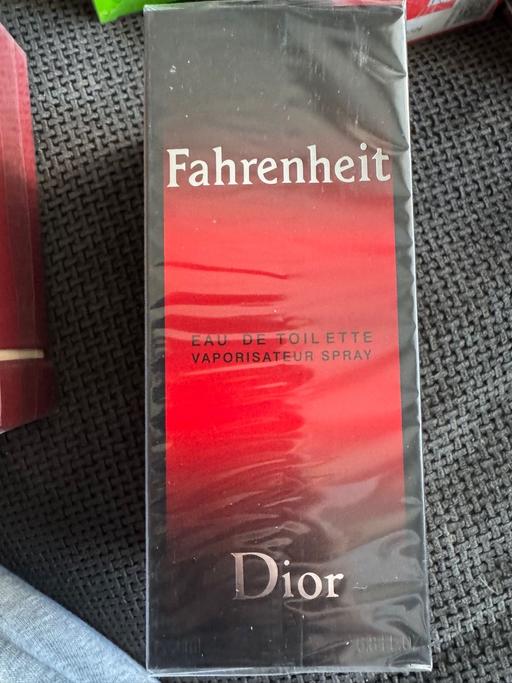 Fahrenheit
EAU DE TOILETTE
VAPORISATEUR SPRAY
Dior